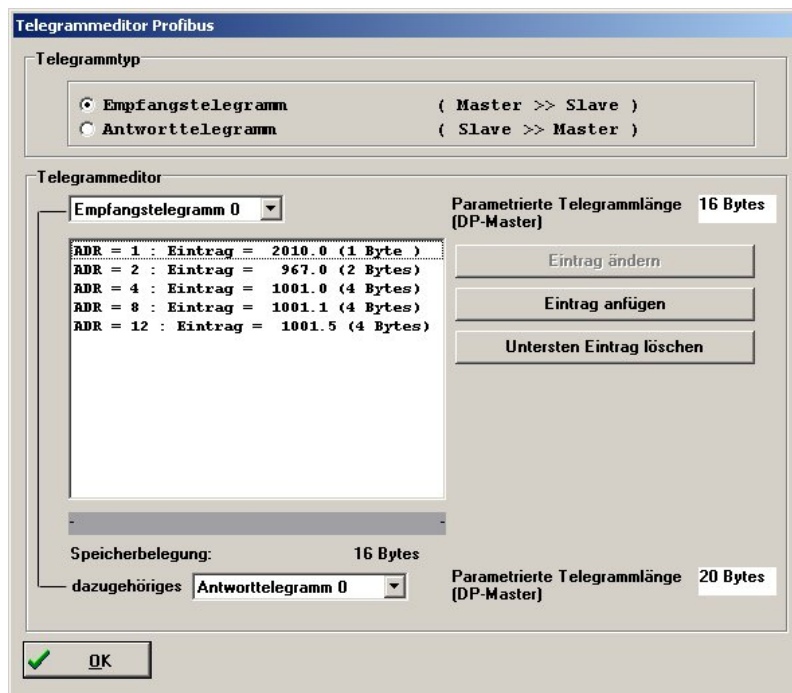 Telegrammeditor Profibus
Telegrammtyp
Empfangstelegramm ( Master >> Slave )
Antworttelegramm ( Slave >> Master )
Telegrammeditor
Empfangstelegramm 0
Parametrierte Telegrammlänge 16 Bytes
(DP-Master)
ADR = 1 : Eintrag = 2010.0 (1 Byte )
ADR = 2 : Eintrag = 967.0 (2 Bytes)
ADR = 4 : Eintrag = 1001.0 (4 Bytes)
ADR = 8 : Eintrag = 1001.1 (4 Bytes)
ADR = 12 : Eintrag = 1001.5 (4 Bytes)
Eintrag ändern
Eintrag anfügen
Untersten Eintrag löschen
- -
Speicherbelegung: 16 Bytes
dazugehöriges Antworttelegramm 0
Parametrierte Telegrammlänge 20 Bytes
(DP-Master)
OK